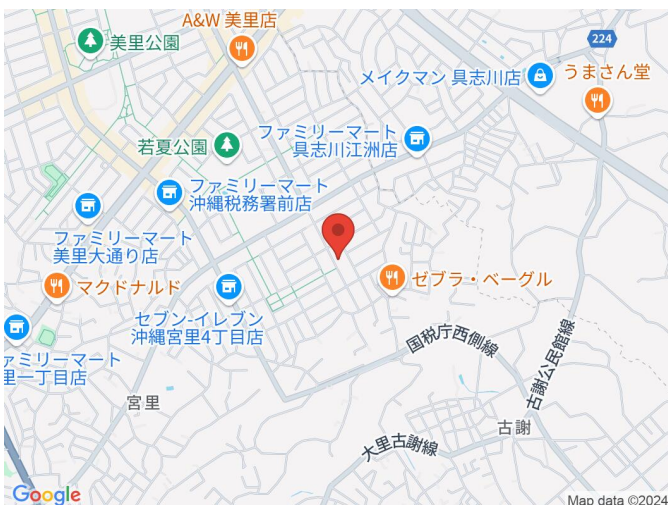 A&W 美里店
美里公園
224
メイクマン 具志川店
うまさん堂
ファミリーマート
具志川江洲店
若夏公園
ファミリーマート
沖縄税務署前店
ファミリーマート
美里大通り店
マクドナルド
ゼブラ・ベーグル
セブン-イレブン
沖縄宮里4丁目店
ァミリーマート
里一丁目店
国税庁西側線
古謝公民館線
宮里
古謝
大里古謝線
Google
Map data ©2024